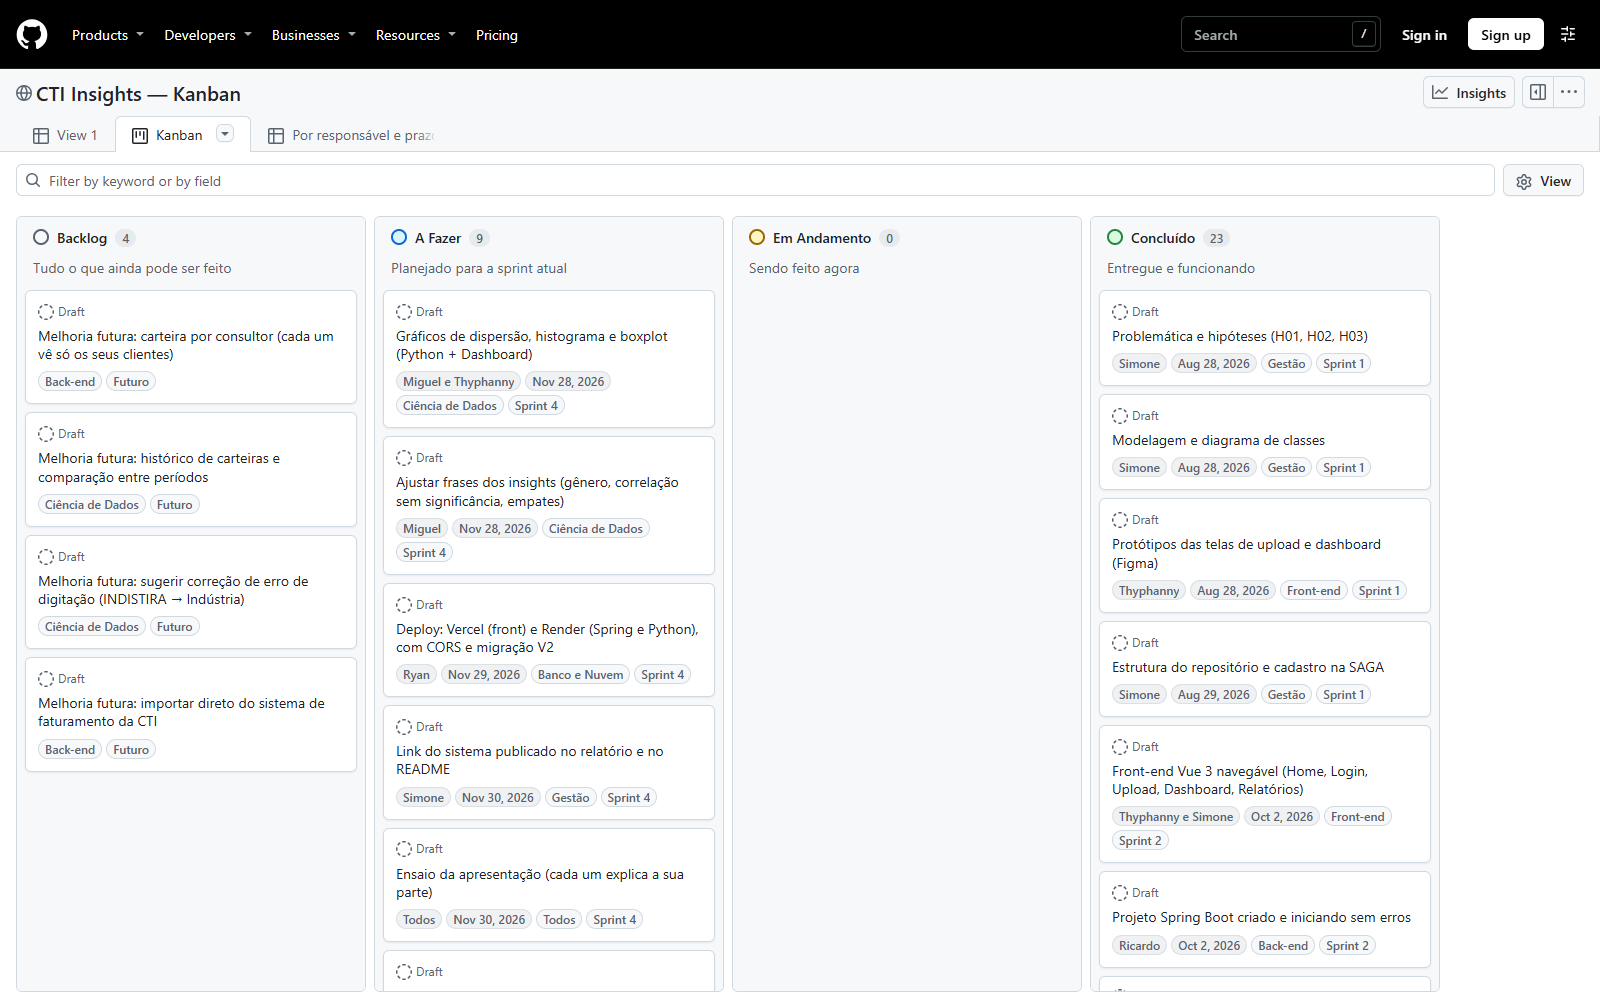 Products
Developers
Businesses
Resources
Pricing
Search
/
Sign in
Sign up
CTI Insights — Kanban
Insights
View 1
Kanban
Por responsável e prazo
Filter by keyword or by field
View
Backlog 4
Tudo o que ainda pode ser feito
Draft
Melhoria futura: carteira por consultor (cada um
vê só os seus clientes)
Back-end Futuro
Draft
Melhoria futura: histórico de carteiras e
comparação entre períodos
Ciência de Dados Futuro
Draft
Melhoria futura: sugerir correção de erro de
digitação (INDISTIRA → Indústria)
Ciência de Dados Futuro
Draft
Melhoria futura: importar direto do sistema de
faturamento da CTI
Back-end Futuro
A Fazer 9
Planejado para a sprint atual
Draft
Gráficos de dispersão, histograma e boxplot
(Python + Dashboard)
Miguel e Thyphanny Nov 28, 2026
Ciência de Dados Sprint 4
Draft
Ajustar frases dos insights (gênero, correlação
sem significância, empates)
Miguel Nov 28, 2026 Ciência de Dados
Sprint 4
Draft
Deploy: Vercel (front) e Render (Spring e Python),
com CORS e migração V2
Ryan Nov 29, 2026 Banco e Nuvem Sprint 4
Draft
Link do sistema publicado no relatório e no
README
Simone Nov 30, 2026 Gestão Sprint 4
Draft
Ensaio da apresentação (cada um explica a sua
parte)
Todos Nov 30, 2026 Todos Sprint 4
Draft
Em Andamento 0
Sendo feito agora
Concluído 23
Entregue e funcionando
Draft
Problemática e hipóteses (H01, H02, H03)
Simone Aug 28, 2026 Gestão Sprint 1
Draft
Modelagem e diagrama de classes
Simone Aug 28, 2026 Gestão Sprint 1
Draft
Protótipos das telas de upload e dashboard
(Figma)
Thyphanny Aug 28, 2026 Front-end Sprint 1
Draft
Estrutura do repositório e cadastro na SAGA
Simone Aug 29, 2026 Gestão Sprint 1
Draft
Front-end Vue 3 navegável (Home, Login,
Upload, Dashboard, Relatórios)
Thyphanny e Simone Oct 2, 2026 Front-end
Sprint 2
Draft
Projeto Spring Boot criado e iniciando sem erros
Ricardo Oct 2, 2026 Back-end Sprint 2